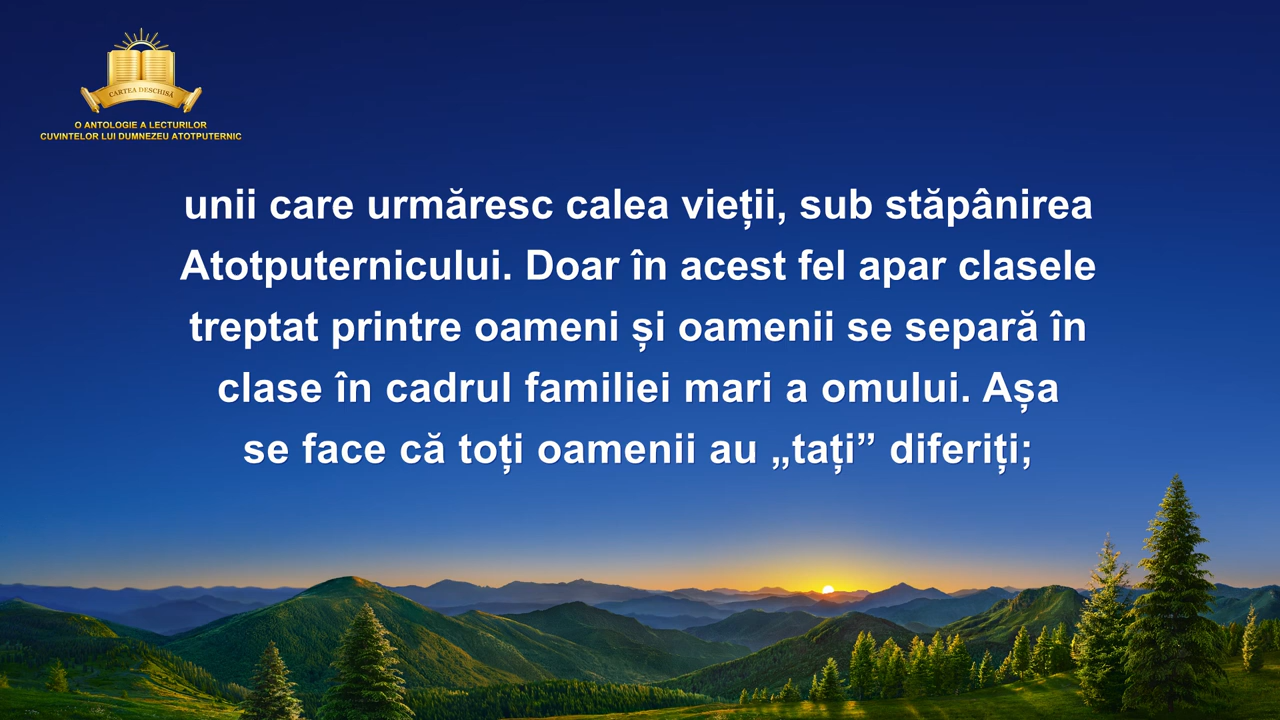 CARTEA DESCHISĂ
O ANTOLOGIE A LECTURILOR
CUVINTELOR LUI DUMNEZEU ATOTPUTERNIC
unii care urmăresc calea vieții, sub stăpânirea
Atotputernicului. Doar în acest fel apar clasele
treptat printre oameni și oamenii se separă în
clase în cadrul familiei mari a omului. Așa
se face că toți oamenii au „tați” diferiți;